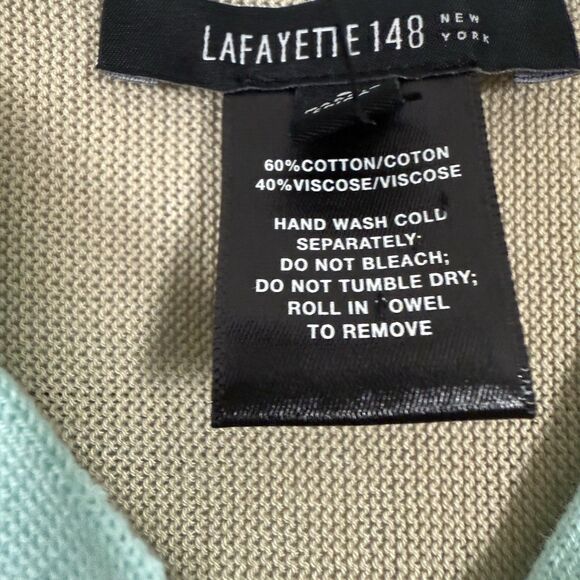 LAFAYETTE 148 NEW YORK
60%COTTON/COTON
40%VISCOSE/VISCOSE
HAND WASH COLD
SEPARATELY;
DO NOT BLEACH;
DO NOT TUMBLE DRY;
ROLL IN TOWEL
TO REMOVE